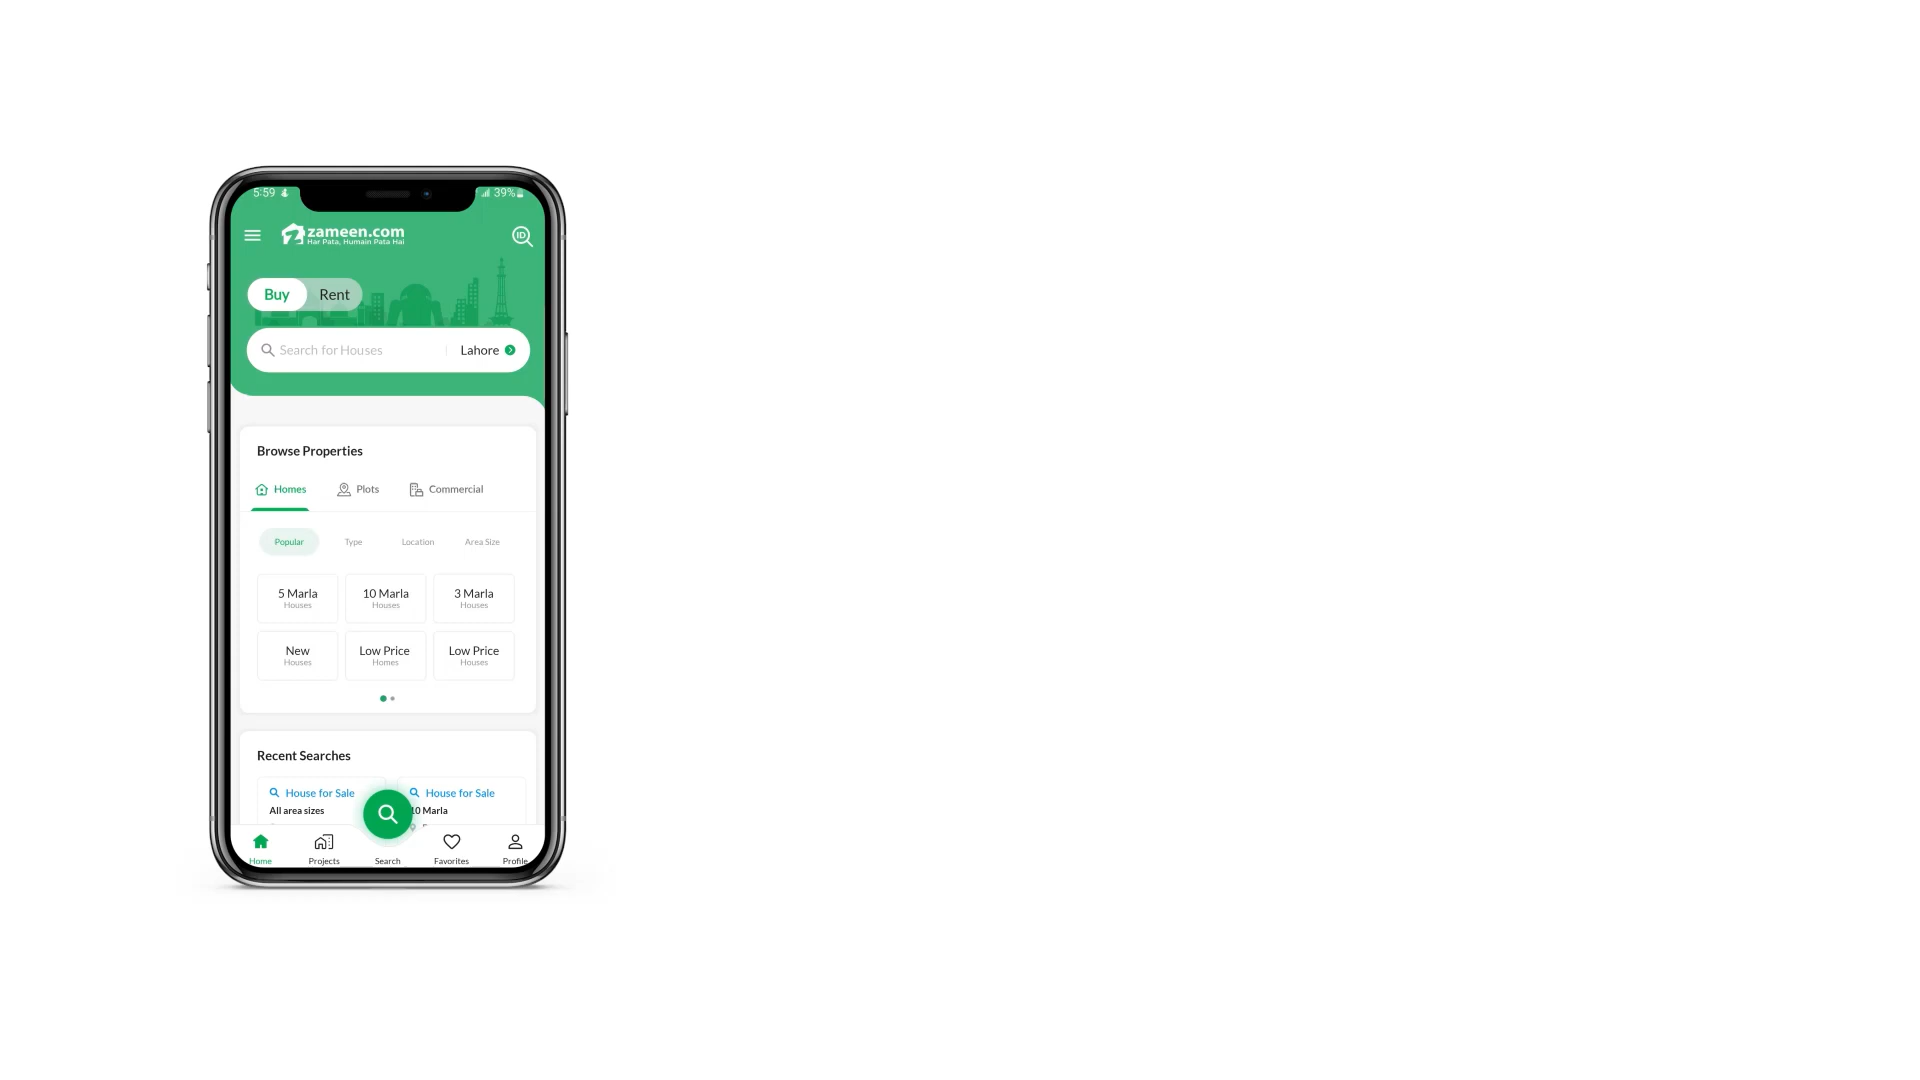 5:59 39%
zameen.com
Har Pata, Humain Pata Hai
ID
Buy Rent
Search for Houses Lahore
Browse Properties
Homes Plots Commercial
Popular Type Location Area Size
5 Marla 10 Marla 3 Marla
Houses Houses Houses
New Low Price Low Price
Houses Homes Houses
Recent Searches
House for Sale House for Sale
All area sizes 10 Marla
Home Projects Search Favorites Profile